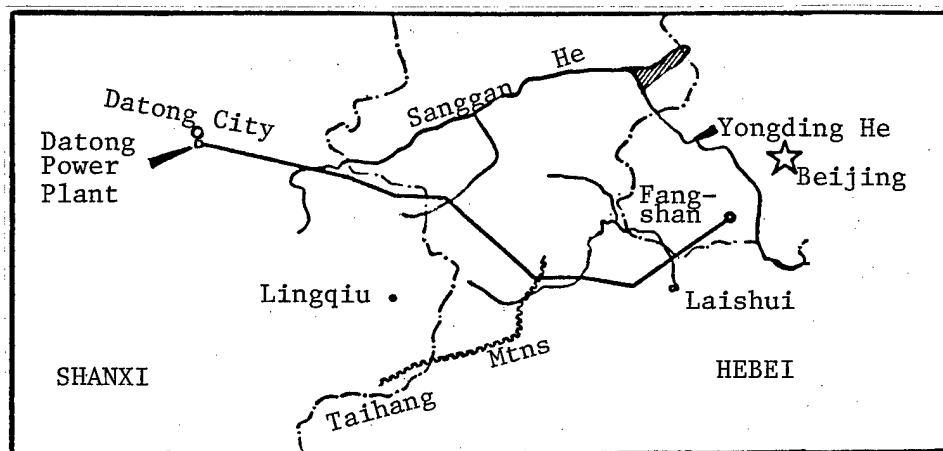 He
Sanggan
Datong City
Yongding He
Datong
Power
Plant
Beijing
Fang-
shan
Lingqiu
Laishui
Mtns
SHANXI
HEBEI
Taihang